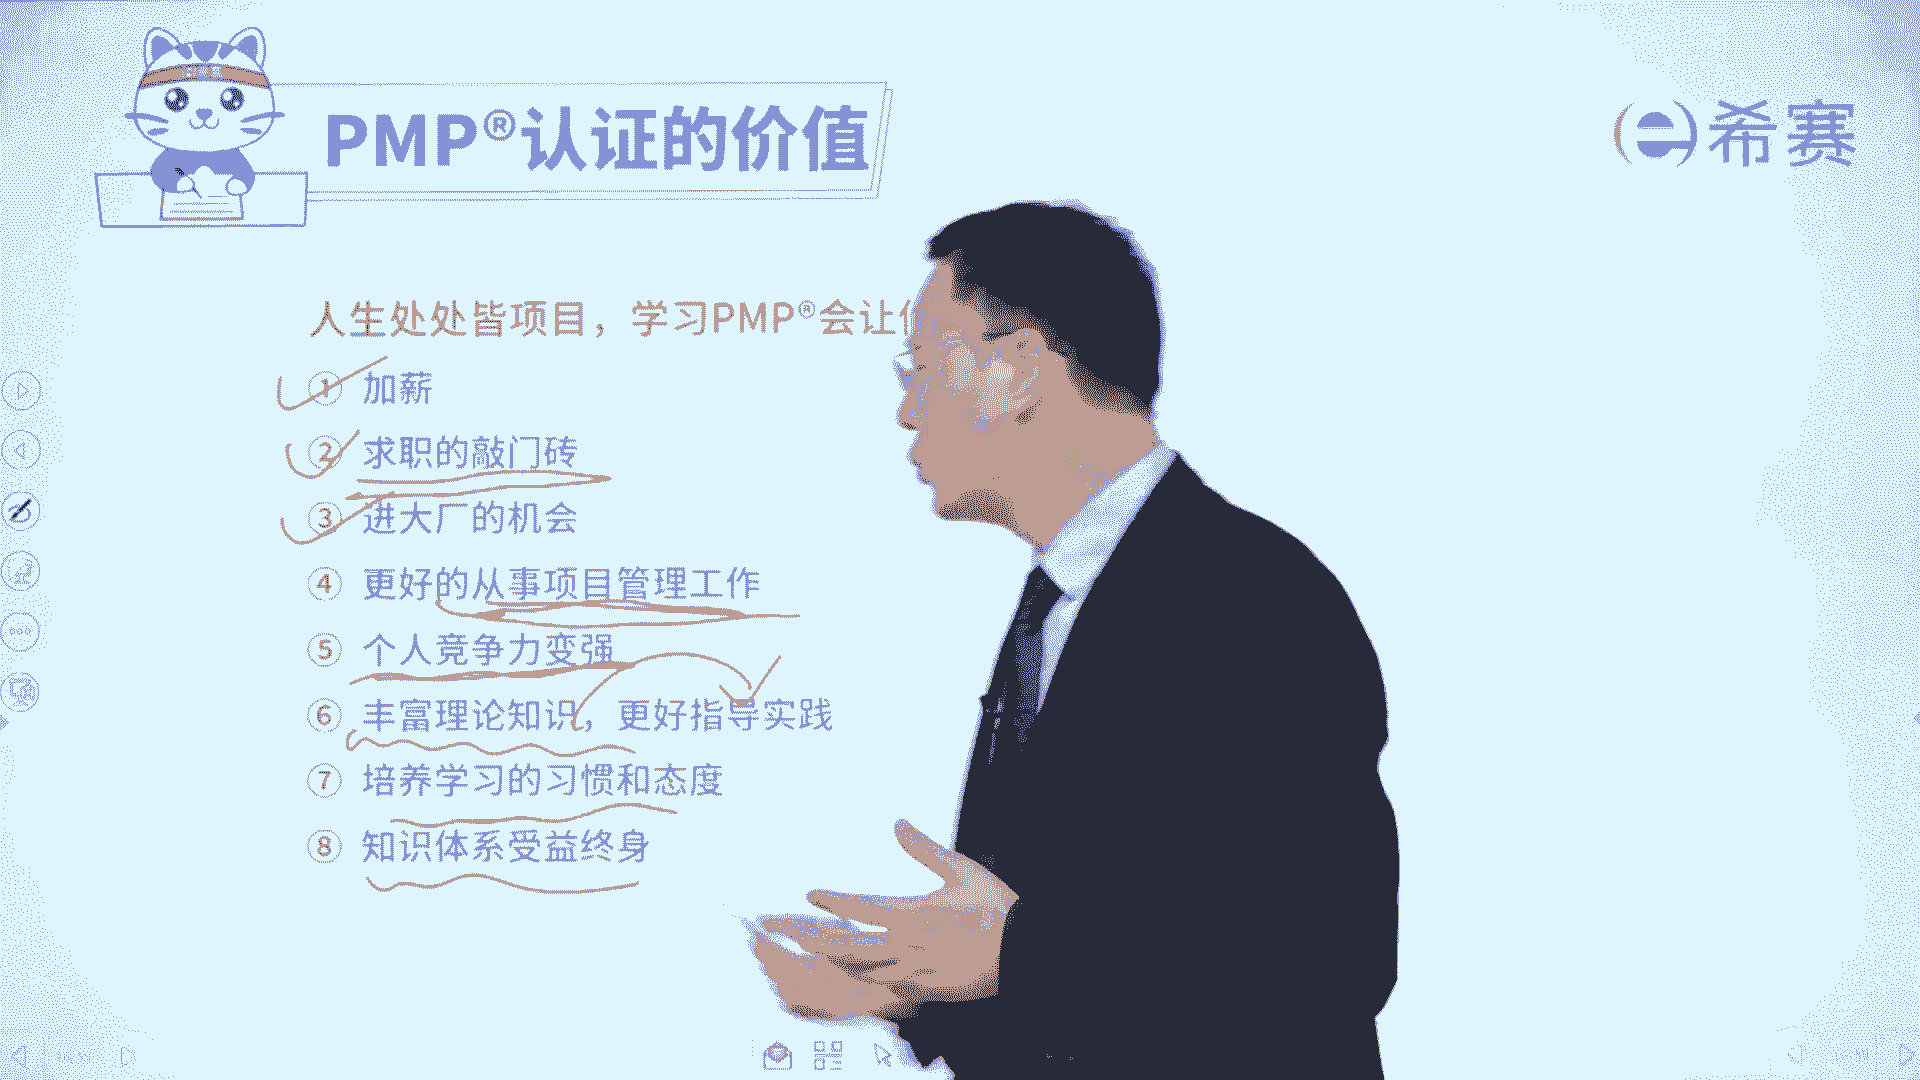 PMP®认证的价值
希赛
人生处处皆项目，学习PMP®会让
① 加薪
② 求职的敲门砖
③ 进大厂的机会
④ 更好的从事项目管理工作
⑤ 个人竞争力变强
⑥ 丰富理论知识，更好指导实践
⑦ 培养学习的习惯和态度
⑧ 知识体系受益终身